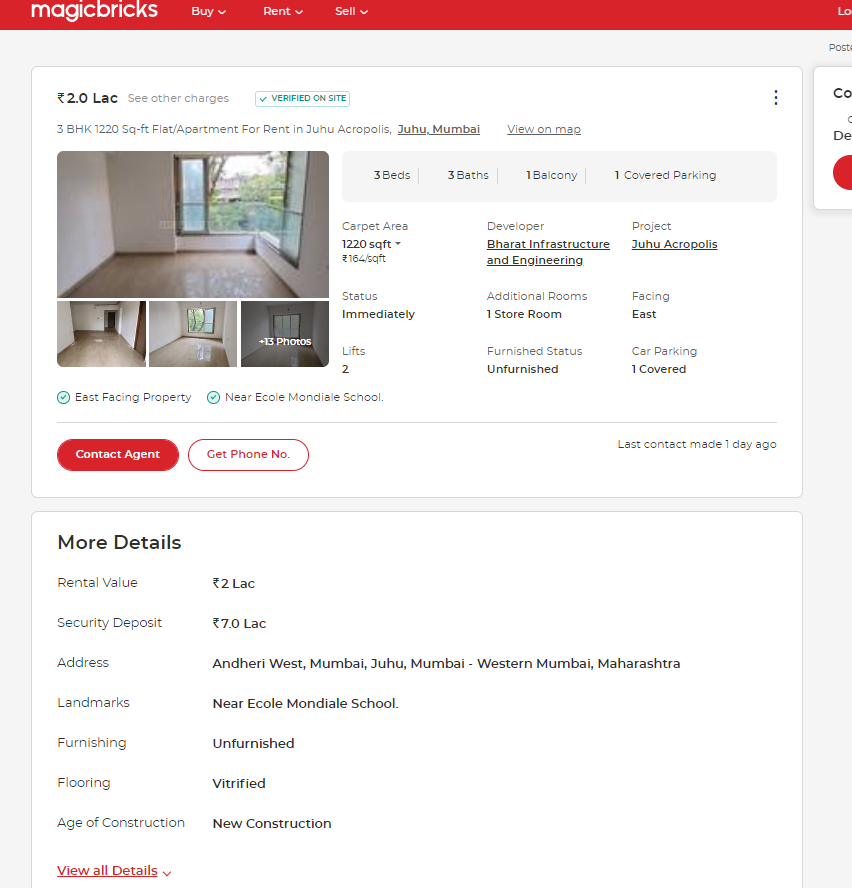 magicbricks
Buy Rent Sell
₹2.0 Lac See other charges VERIFIED ON SITE
3 BHK 1220 Sq-ft Flat/Apartment For Rent in Juhu Acropolis, Juhu, Mumbai View on map
3 Beds 3 Baths 1 Balcony 1 Covered Parking
Carpet Area Developer Project
1220 sqft Bharat Infrastructure and Engineering Juhu Acropolis
₹164/sqft
Status Additional Rooms Facing
Immediately 1 Store Room East
Lifts Furnished Status Car Parking
2 Unfurnished 1 Covered
+13 Photos
East Facing Property Near Ecole Mondiale School.
Contact Agent Get Phone No. Last contact made 1 day ago
More Details
Rental Value ₹2 Lac
Security Deposit ₹7.0 Lac
Address Andheri West, Mumbai, Juhu, Mumbai - Western Mumbai, Maharashtra
Landmarks Near Ecole Mondiale School.
Furnishing Unfurnished
Flooring Vitrified
Age of Construction New Construction
View all Details